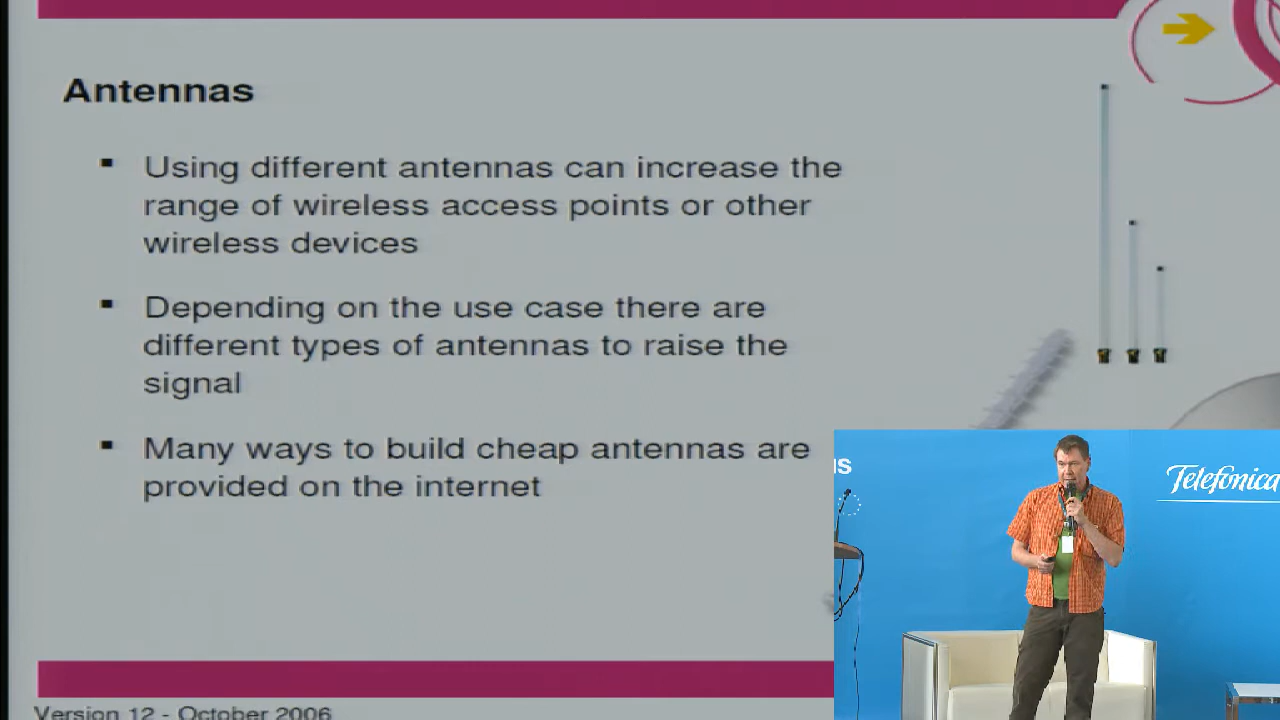 Antennas
Using different antennas can increase the
range of wireless access points or other
wireless devices
Depending on the use case there are
different types of antennas to raise the
signal
Many ways to build cheap antennas are
provided on the internet
Telefonica
Version 12 - October 2006